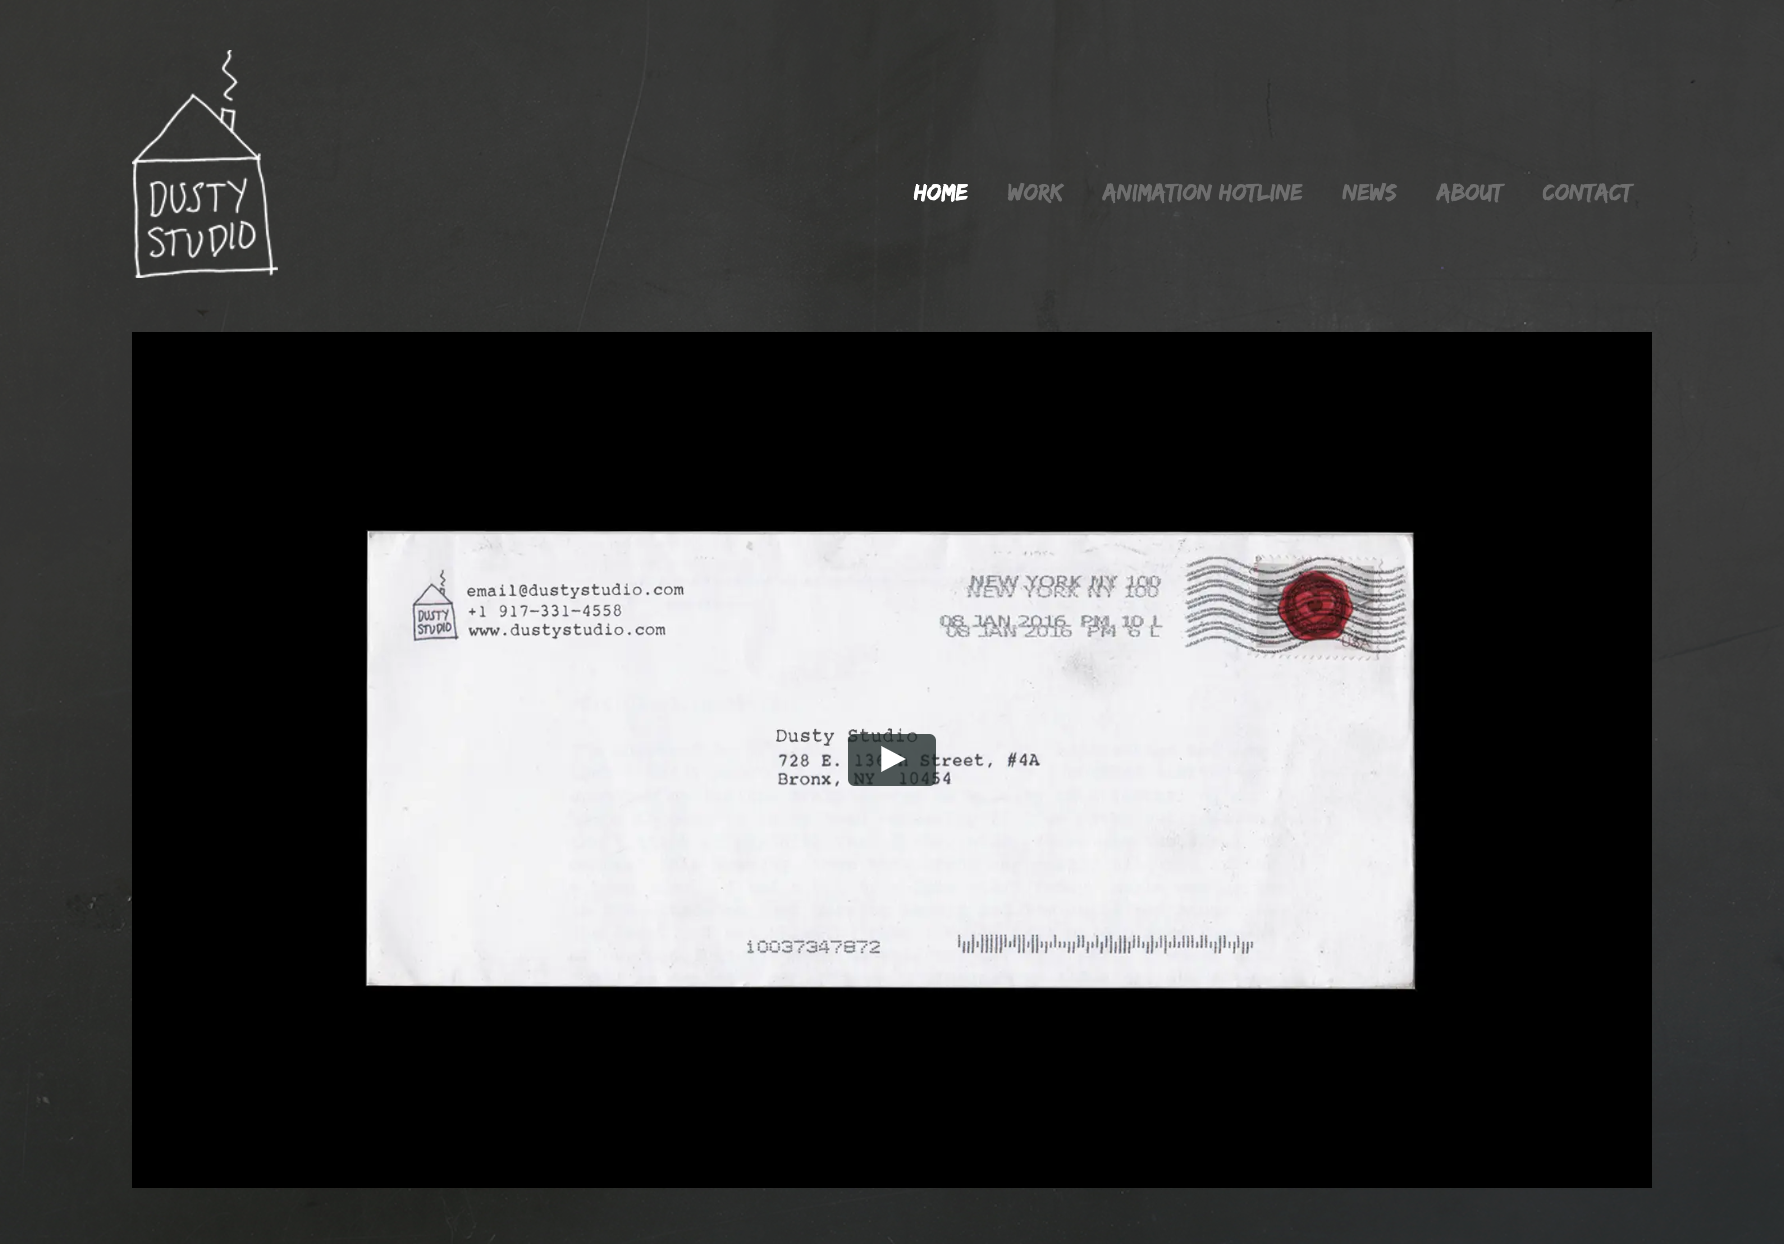 DUSTY
STUDIO
HOME WORK ANIMATION HOTLINE NEWS ABOUT CONTACT
DUSTY
STUDIO
email@dustystudio.com
+1 917-331-4558
www.dustystudio.com
NEW YORK NY 100
NEW YORK NY 100
08 JAN 2016 PM 10 L
08 JAN 2016 PM 6 L
USA
Dusty Studio
728 E. Street, #4A
Bronx, NY 10454
10037347872